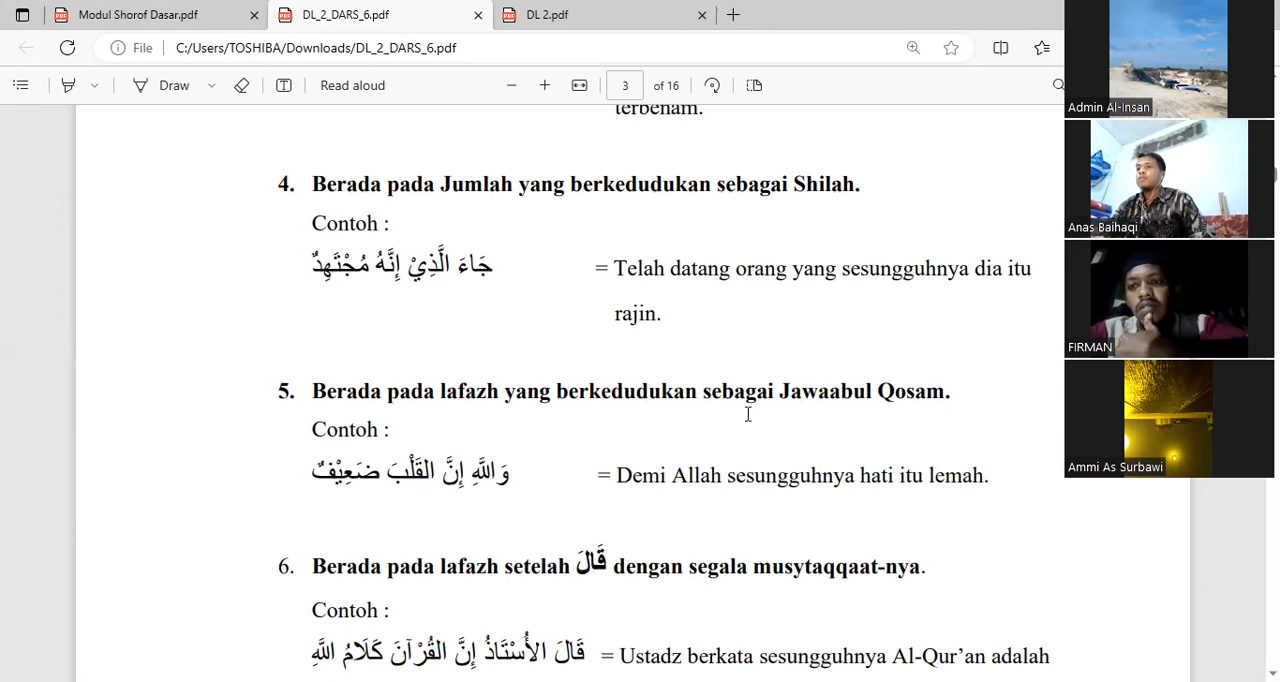 Modul Shorof Dasar.pdf
DL_2_DARS_6.pdf
DL 2.pdf
File C:/Users/TOSHIBA/Downloads/DL_2_DARS_6.pdf
Draw Read aloud 3 of 16
terbenam.
4. Berada pada Jumlah yang berkedudukan sebagai Shilah.
Contoh :
جَاءَ الَّذِيْ إِنَّهُ مُجْتَهِدٌ = Telah datang orang yang sesungguhnya dia itu
rajin.
5. Berada pada lafazh yang berkedudukan sebagai Jawaabul Qosam.
Contoh :
وَاللَّهِ إِنَّ القَلْبَ ضَعِيْفٌ = Demi Allah sesungguhnya hati itu lemah.
6. Berada pada lafazh setelah قَالَ dengan segala musytaqqaat-nya.
Contoh :
قَالَ الأُسْتَاذُ إِنَّ القُرْآنَ كَلَامُ اللَّهِ = Ustadz berkata sesungguhnya Al-Qur’an adalah
Admin Al-Insan
Anas Baihaqi
FIRMAN
Ammi As Surbawi